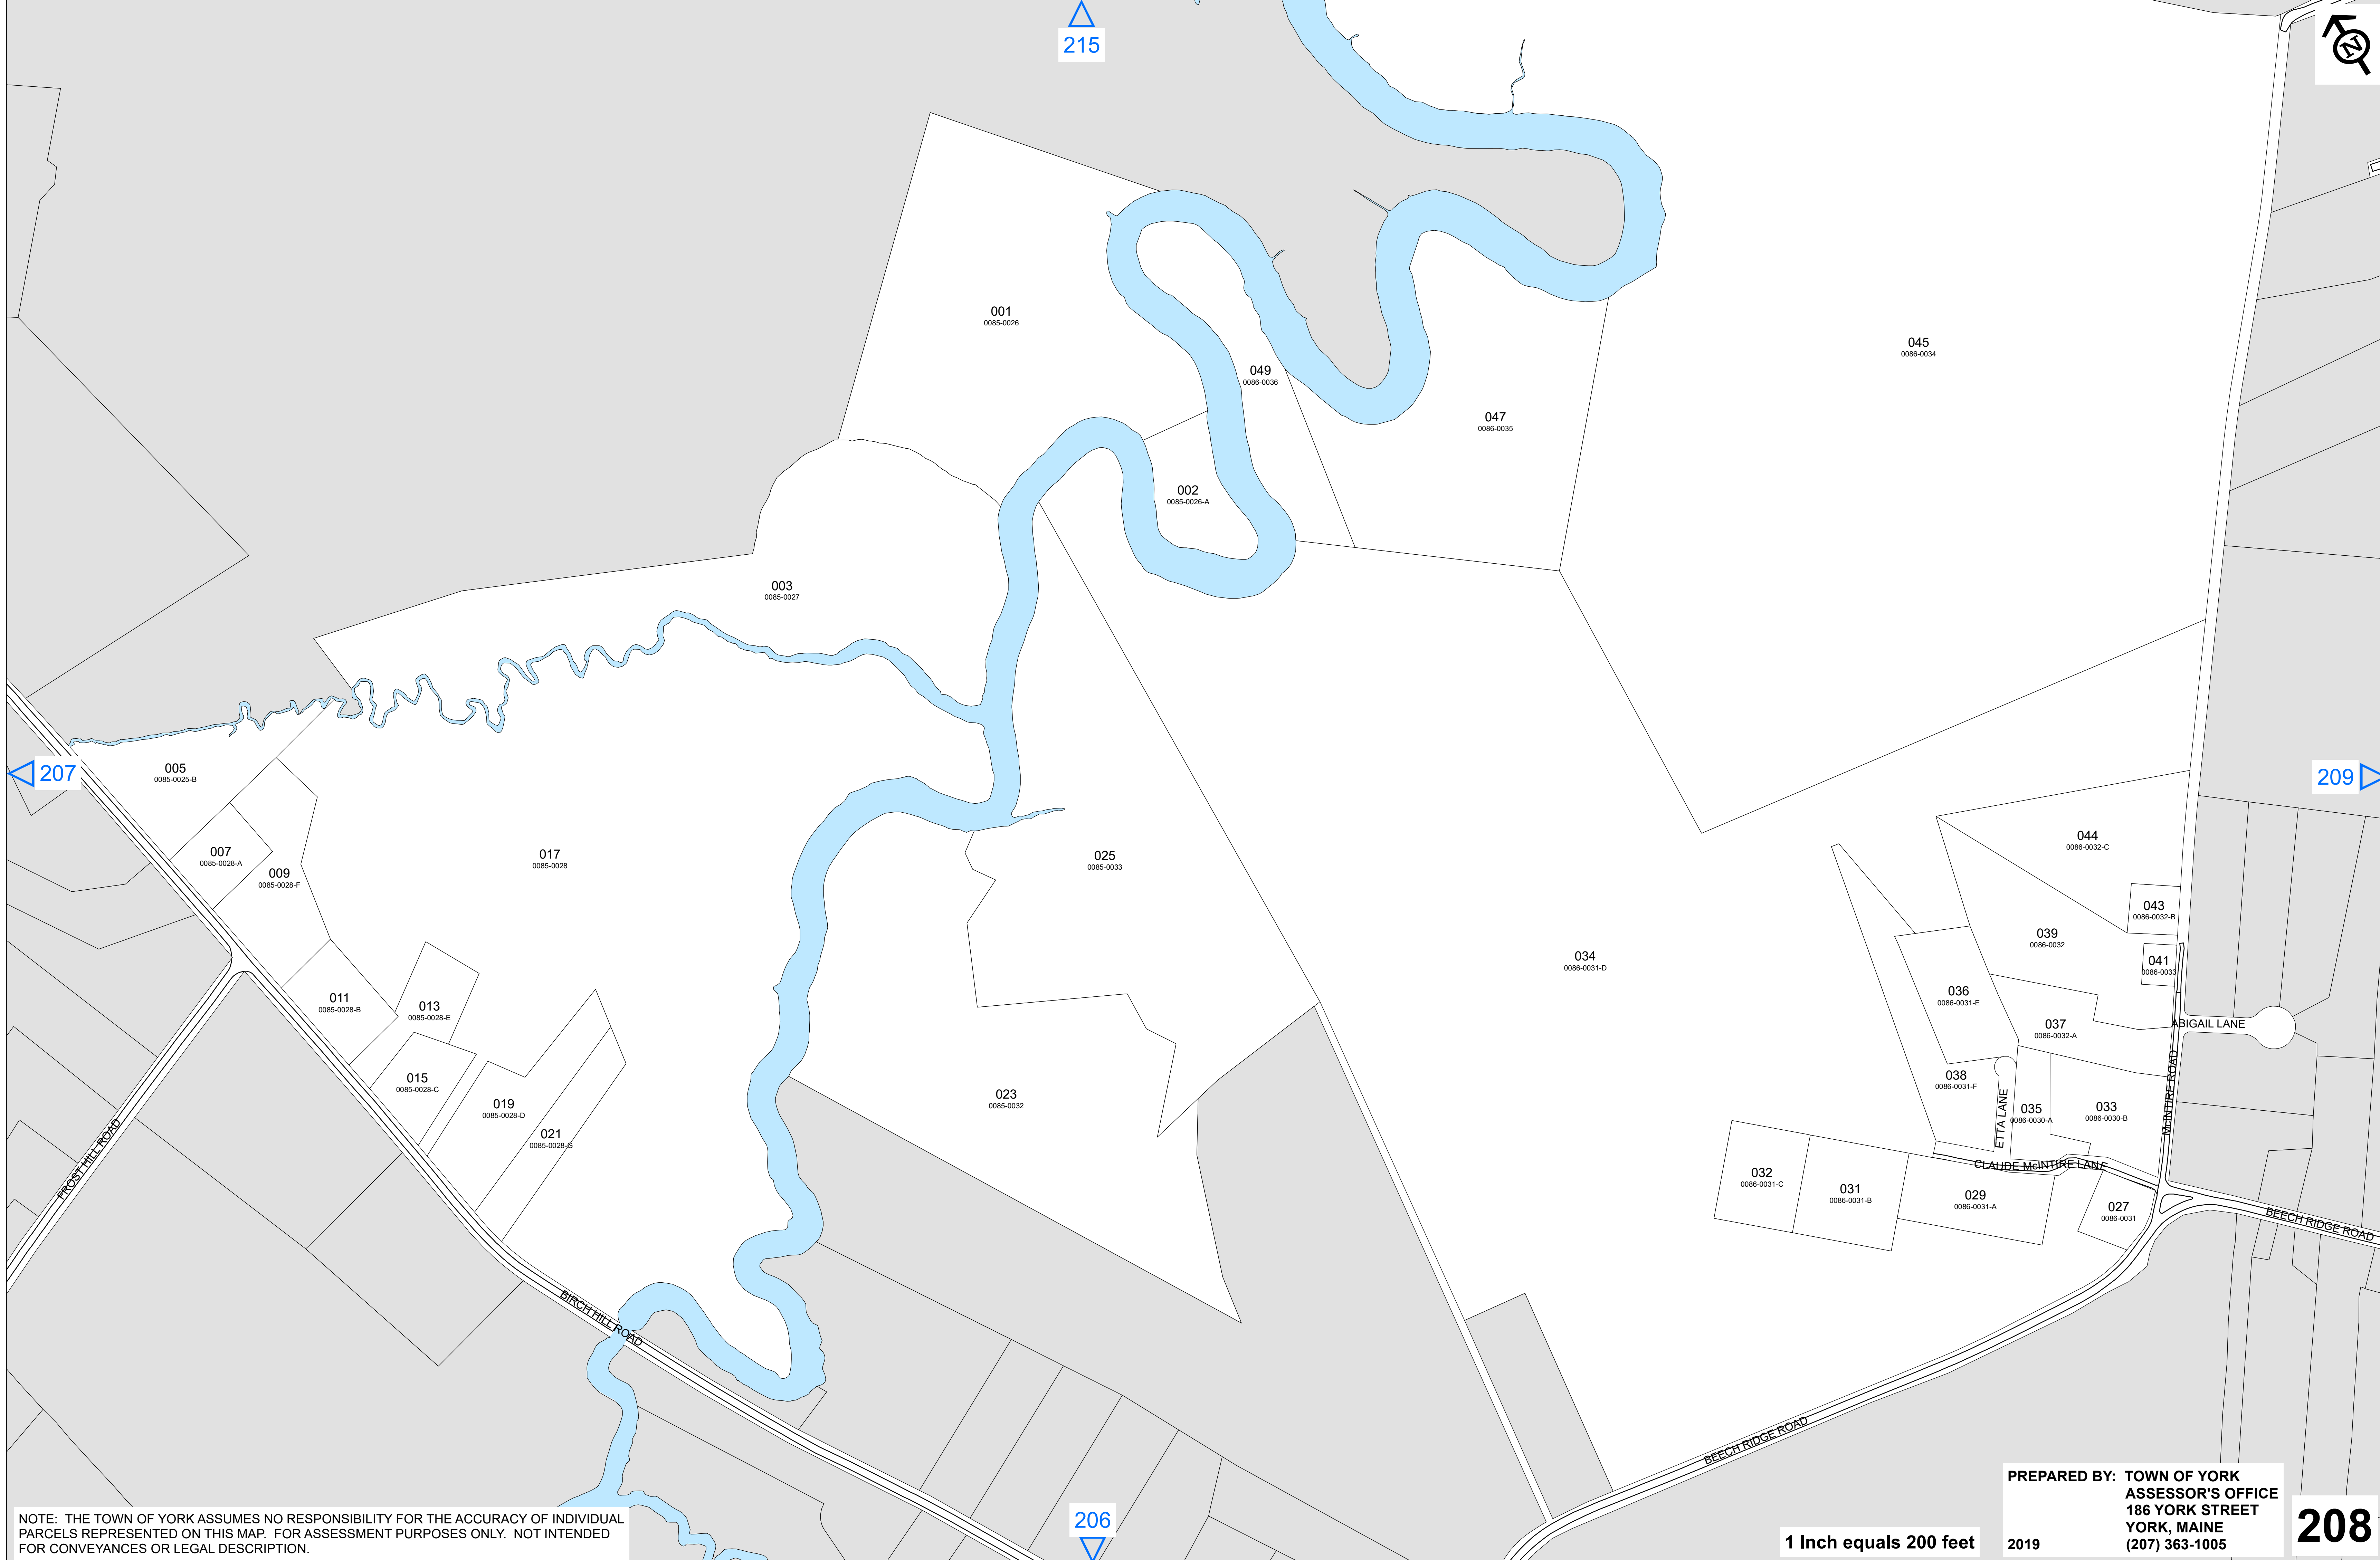 215
N
001
0085-0026
045
0086-0034
049
0086-0036
047
0086-0035
002
0085-0026-A
003
0085-0027
005
0085-0025-B
207
209
007
0085-0028-A
009
0085-0028-F
017
0085-0028
025
0085-0033
044
0086-0032-C
043
0086-0032-B
039
0086-0032
041
0086-0033
034
0086-0031-D
036
0086-0031-E
011
0085-0028-B
013
0085-0028-E
037
0086-0032-A
ABIGAIL LANE
015
0085-0028-C
019
0085-0028-D
021
0085-0028-G
023
0085-0032
038
0086-0031-F
ETTA LANE
035
0086-0030-A
033
0086-0030-B
McINTIRE ROAD
FROST HILL ROAD
CLAUDE McINTIRE LANE
032
0086-0031-C
031
0086-0031-B
029
0086-0031-A
027
0086-0031
BEECH RIDGE ROAD
BIRCH HILL ROAD
BEECH RIDGE ROAD
206
NOTE: THE TOWN OF YORK ASSUMES NO RESPONSIBILITY FOR THE ACCURACY OF INDIVIDUAL
PARCELS REPRESENTED ON THIS MAP. FOR ASSESSMENT PURPOSES ONLY. NOT INTENDED
FOR CONVEYANCES OR LEGAL DESCRIPTION.
1 Inch equals 200 feet
PREPARED BY: TOWN OF YORK
ASSESSOR'S OFFICE
186 YORK STREET
YORK, MAINE
2019 (207) 363-1005
208